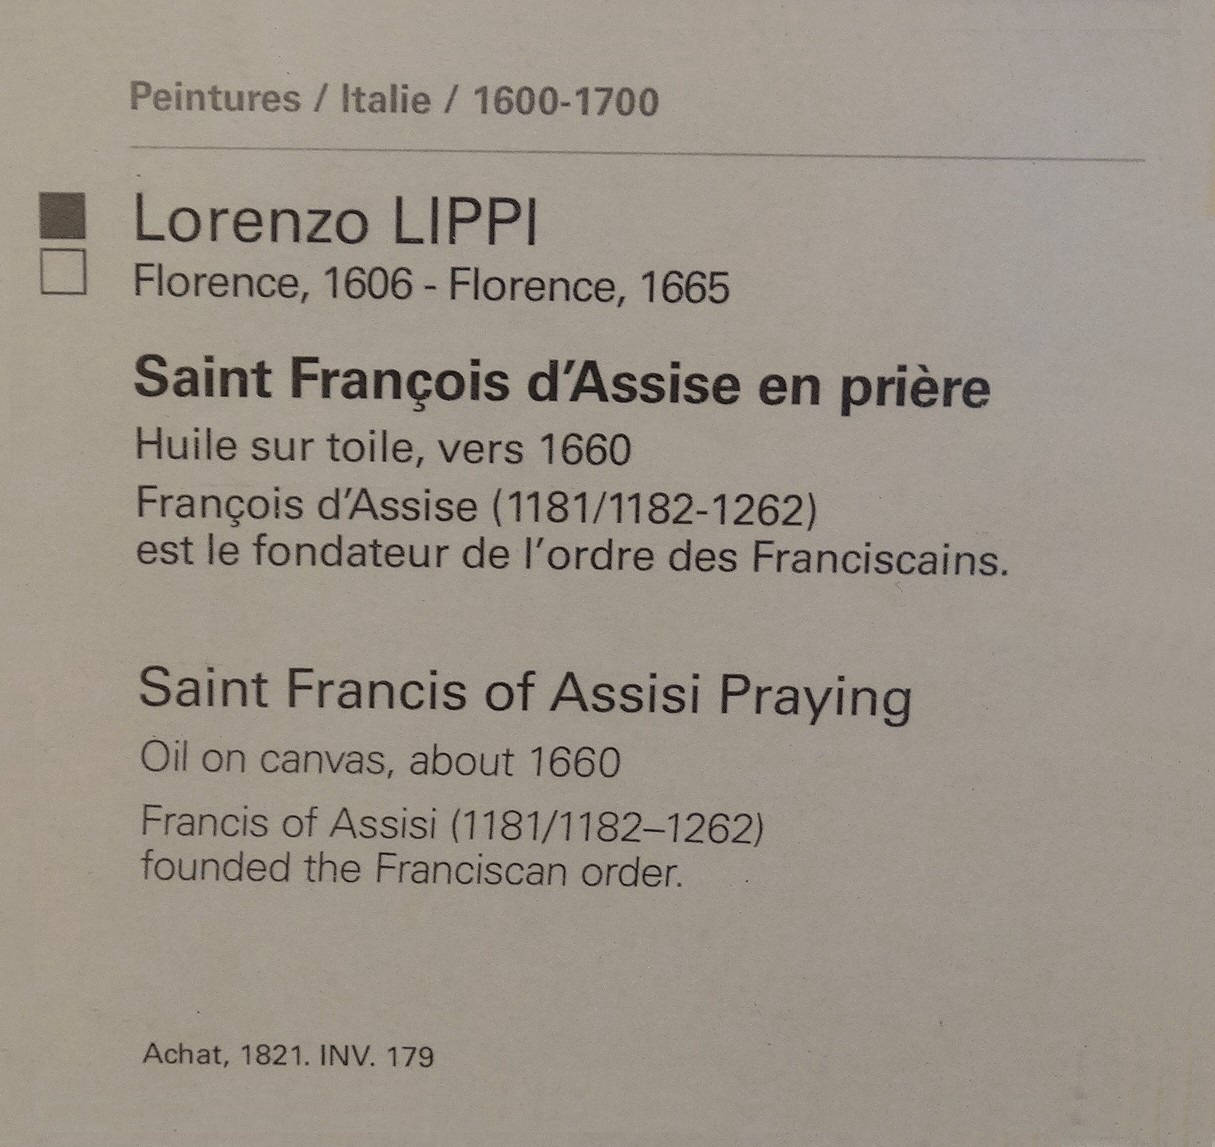 Peintures / Italie / 1600-1700
Lorenzo LIPPI
Florence, 1606 - Florence, 1665
Saint François d’Assise en prière
Huile sur toile, vers 1660
François d’Assise (1181/1182-1262)
est le fondateur de l’ordre des Franciscains.
Saint Francis of Assisi Praying
Oil on canvas, about 1660
Francis of Assisi (1181/1182–1262)
founded the Franciscan order.
Achat, 1821. INV. 179